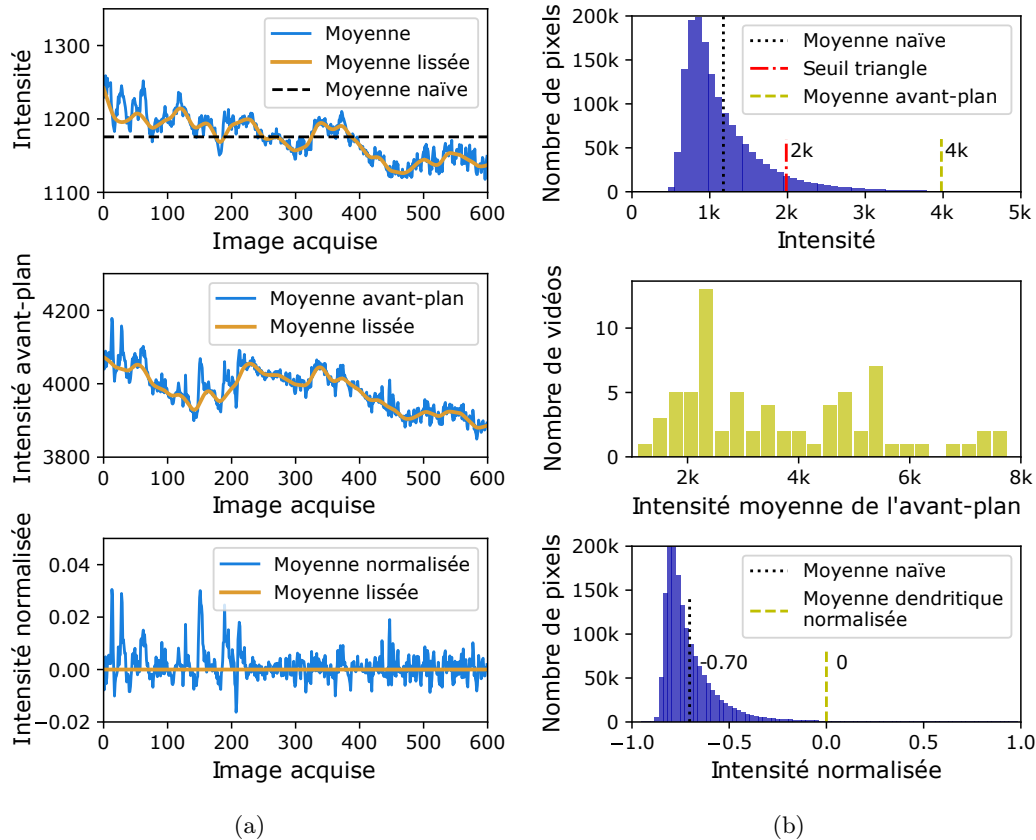 Intensité
1300
1200
1100
Moyenne
Moyenne lissée
Moyenne naïve
0 100 200 300 400 500 600
Image acquise
Intensité avant-plan
4200
4000
3800
Moyenne avant-plan
Moyenne lissée
0 100 200 300 400 500 600
Image acquise
Intensité normalisée
0.04
0.02
0.00
−0.02
Moyenne normalisée
Moyenne lissée
0 100 200 300 400 500 600
Image acquise
(a)
Nombre de pixels
200k
150k
100k
50k
0
Moyenne naïve
Seuil triangle
Moyenne avant-plan
2k
4k
0 1k 2k 3k 4k 5k
Intensité
Nombre de vidéos
10
5
0
2k 4k 6k 8k
Intensité moyenne de l'avant-plan
Nombre de pixels
200k
150k
100k
50k
0
Moyenne naïve
Moyenne dendritique
normalisée
-0.70
0
−1.0 −0.5 0.0 0.5 1.0
Intensité normalisée
(b)